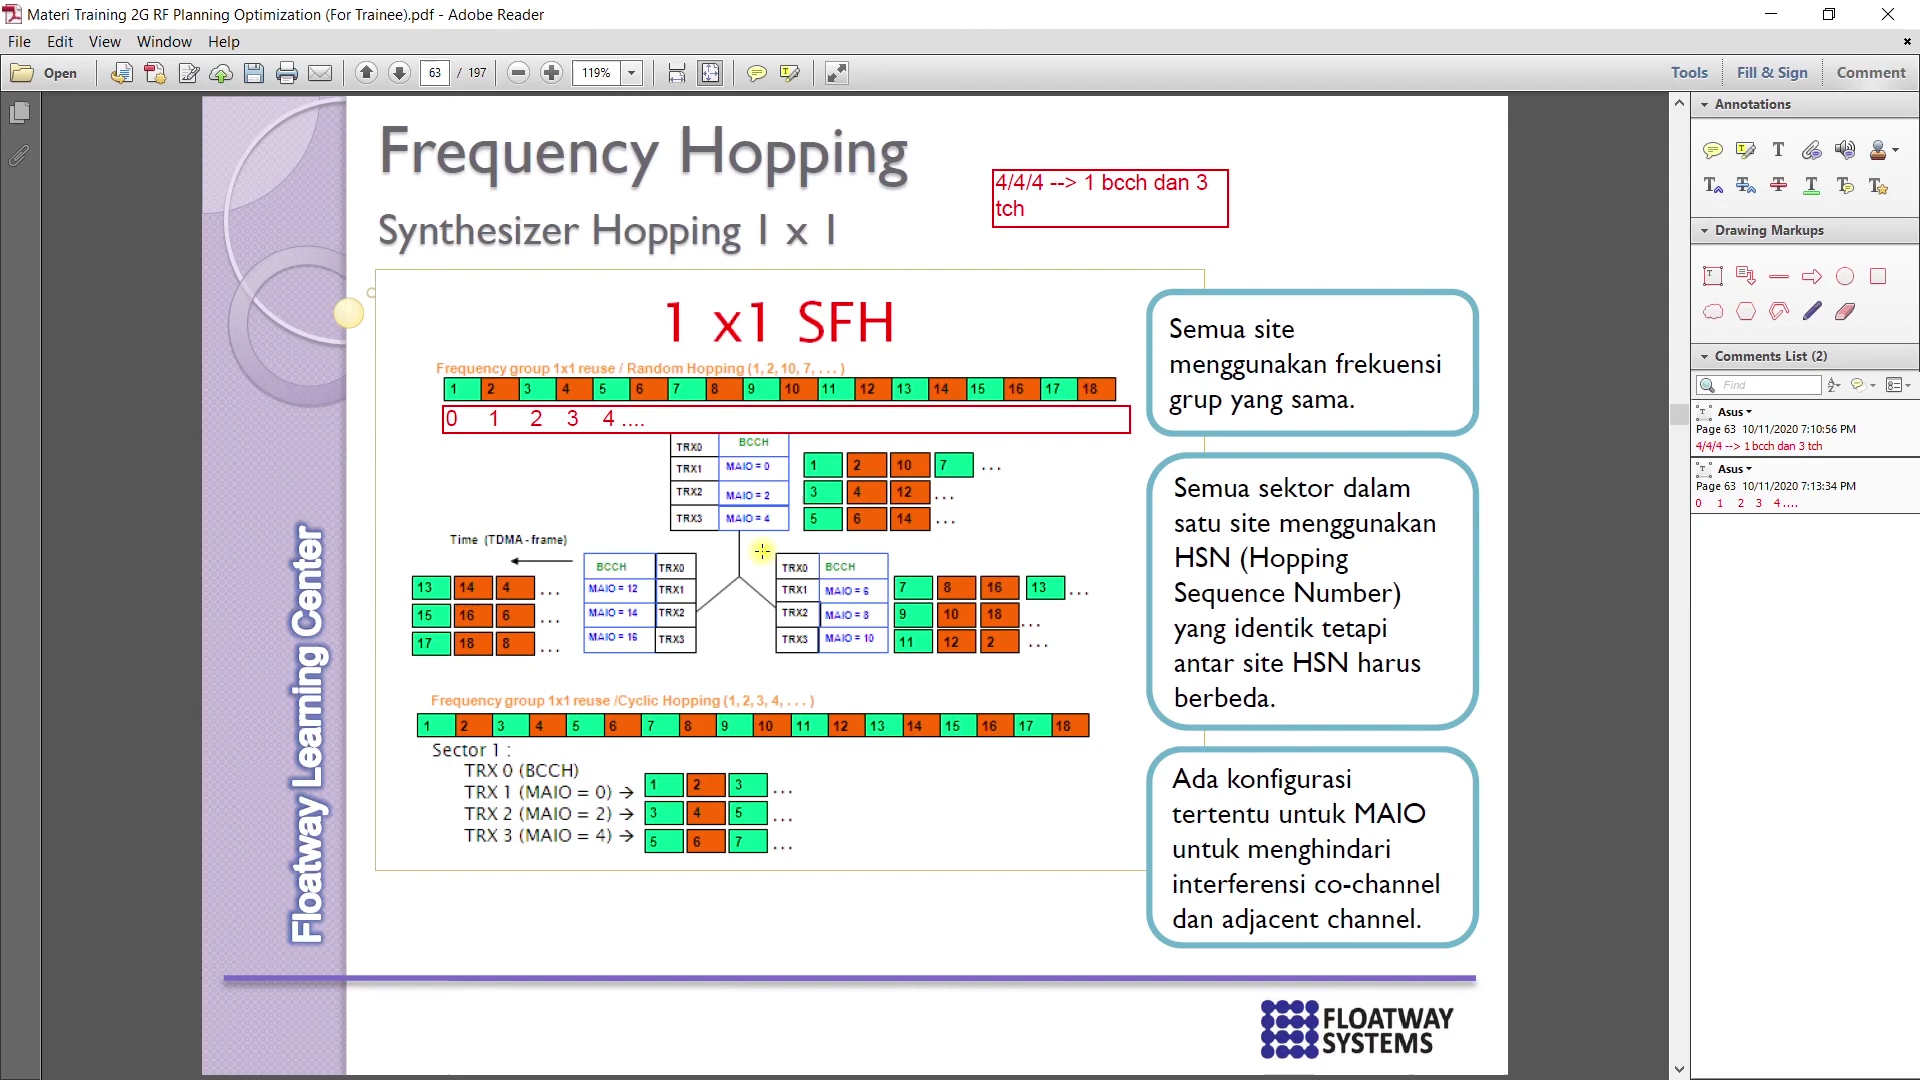 Materi Training 2G RF Planning Optimization (For Trainee).pdf - Adobe Reader
File Edit View Window Help
Open 63 / 197 119% Tools Fill & Sign Comment
Frequency Hopping
Synthesizer Hopping 1 x 1
4/4/4 --> 1 bcch dan 3
tch
1 x1 SFH
Frequency group 1x1 reuse / Random Hopping (1, 2, 10, 7, . . . )
1 2 3 4 5 6 7 8 9 10 11 12 13 14 15 16 17 18
0 1 2 3 4 ....
TRX0 BCCH
TRX1 MAIO = 0 1 2 10 7 ...
TRX2 MAIO = 2 3 4 12 ...
TRX3 MAIO = 4 5 6 14 ...
Time (TDMA - frame)
BCCH TRX0
13 14 4 ... MAIO = 12 TRX1
15 16 6 ... MAIO = 14 TRX2
17 18 8 ... MAIO = 16 TRX3
TRX0 BCCH
TRX1 MAIO = 6 7 8 16 13 ...
TRX2 MAIO = 8 9 10 18 ...
TRX3 MAIO = 10 11 12 2 ...
Frequency group 1x1 reuse /Cyclic Hopping (1, 2, 3, 4, . . . )
1 2 3 4 5 6 7 8 9 10 11 12 13 14 15 16 17 18
Sector 1 :
TRX 0 (BCCH)
TRX 1 (MAIO = 0) → 1 2 3 ...
TRX 2 (MAIO = 2) → 3 4 5 ...
TRX 3 (MAIO = 4) → 5 6 7 ...
Semua site
menggunakan frekuensi
grup yang sama.
Semua sektor dalam
satu site menggunakan
HSN (Hopping
Sequence Number)
yang identik tetapi
antar site HSN harus
berbeda.
Ada konfigurasi
tertentu untuk MAIO
untuk menghindari
interferensi co-channel
dan adjacent channel.
Floatway Learning Center
FLOATWAY
SYSTEMS
Annotations
Drawing Markups
Comments List (2)
Find
Asus
Page 63 10/11/2020 7:10:56 PM
4/4/4 --> 1 bcch dan 3 tch
Asus
Page 63 10/11/2020 7:13:34 PM
0 1 2 3 4 ....